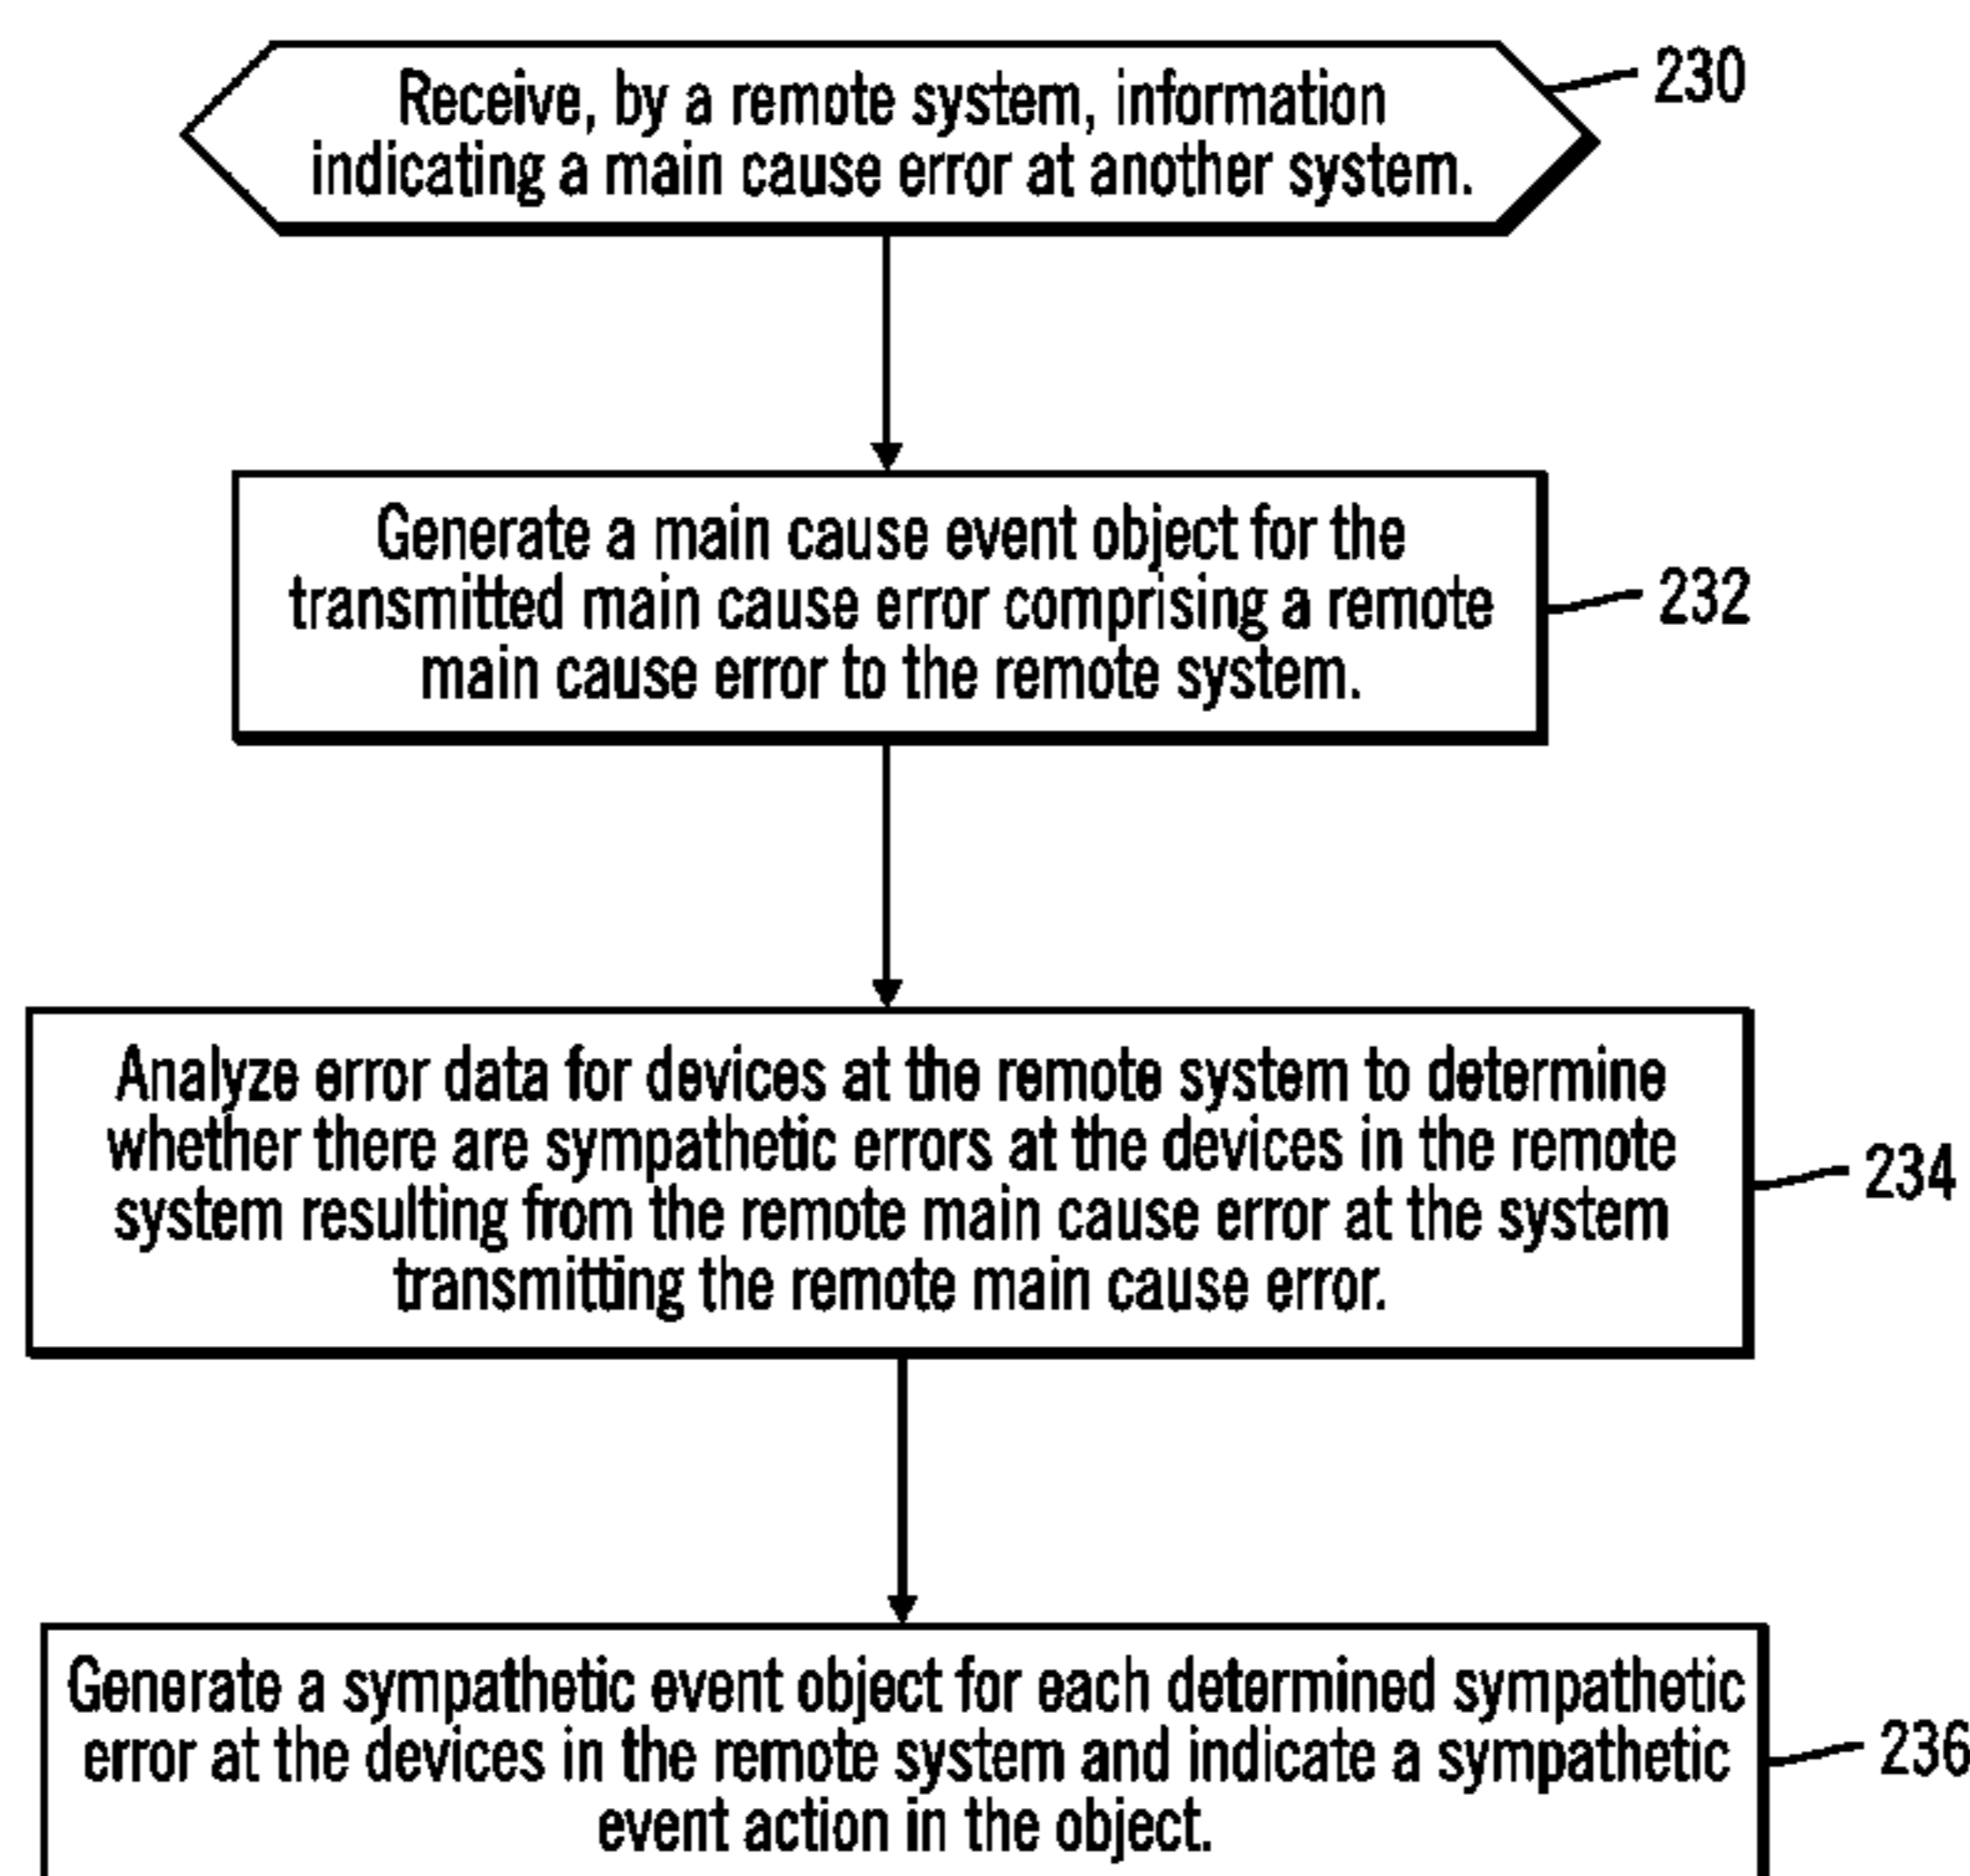 Receive, by a remote system, information
indicating a main cause error at another system.
230
Generate a main cause event object for the
transmitted main cause error comprising a remote
main cause error to the remote system.
232
Analyze error data for devices at the remote system to determine
whether there are sympathetic errors at the devices in the remote
system resulting from the remote main cause error at the system
transmitting the remote main cause error.
234
Generate a sympathetic event object for each determined sympathetic
error at the devices in the remote system and indicate a sympathetic
event action in the object.
236